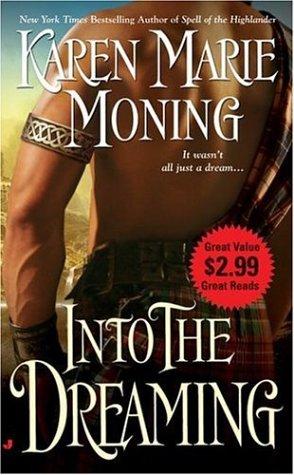 New York Times Bestselling Author of Spell of the Highlander
KAREN MARIE
MONING
It wasn't
all just a dream...
Great Value
$2.99
Great Reads
INTO THE
DREAMING
J